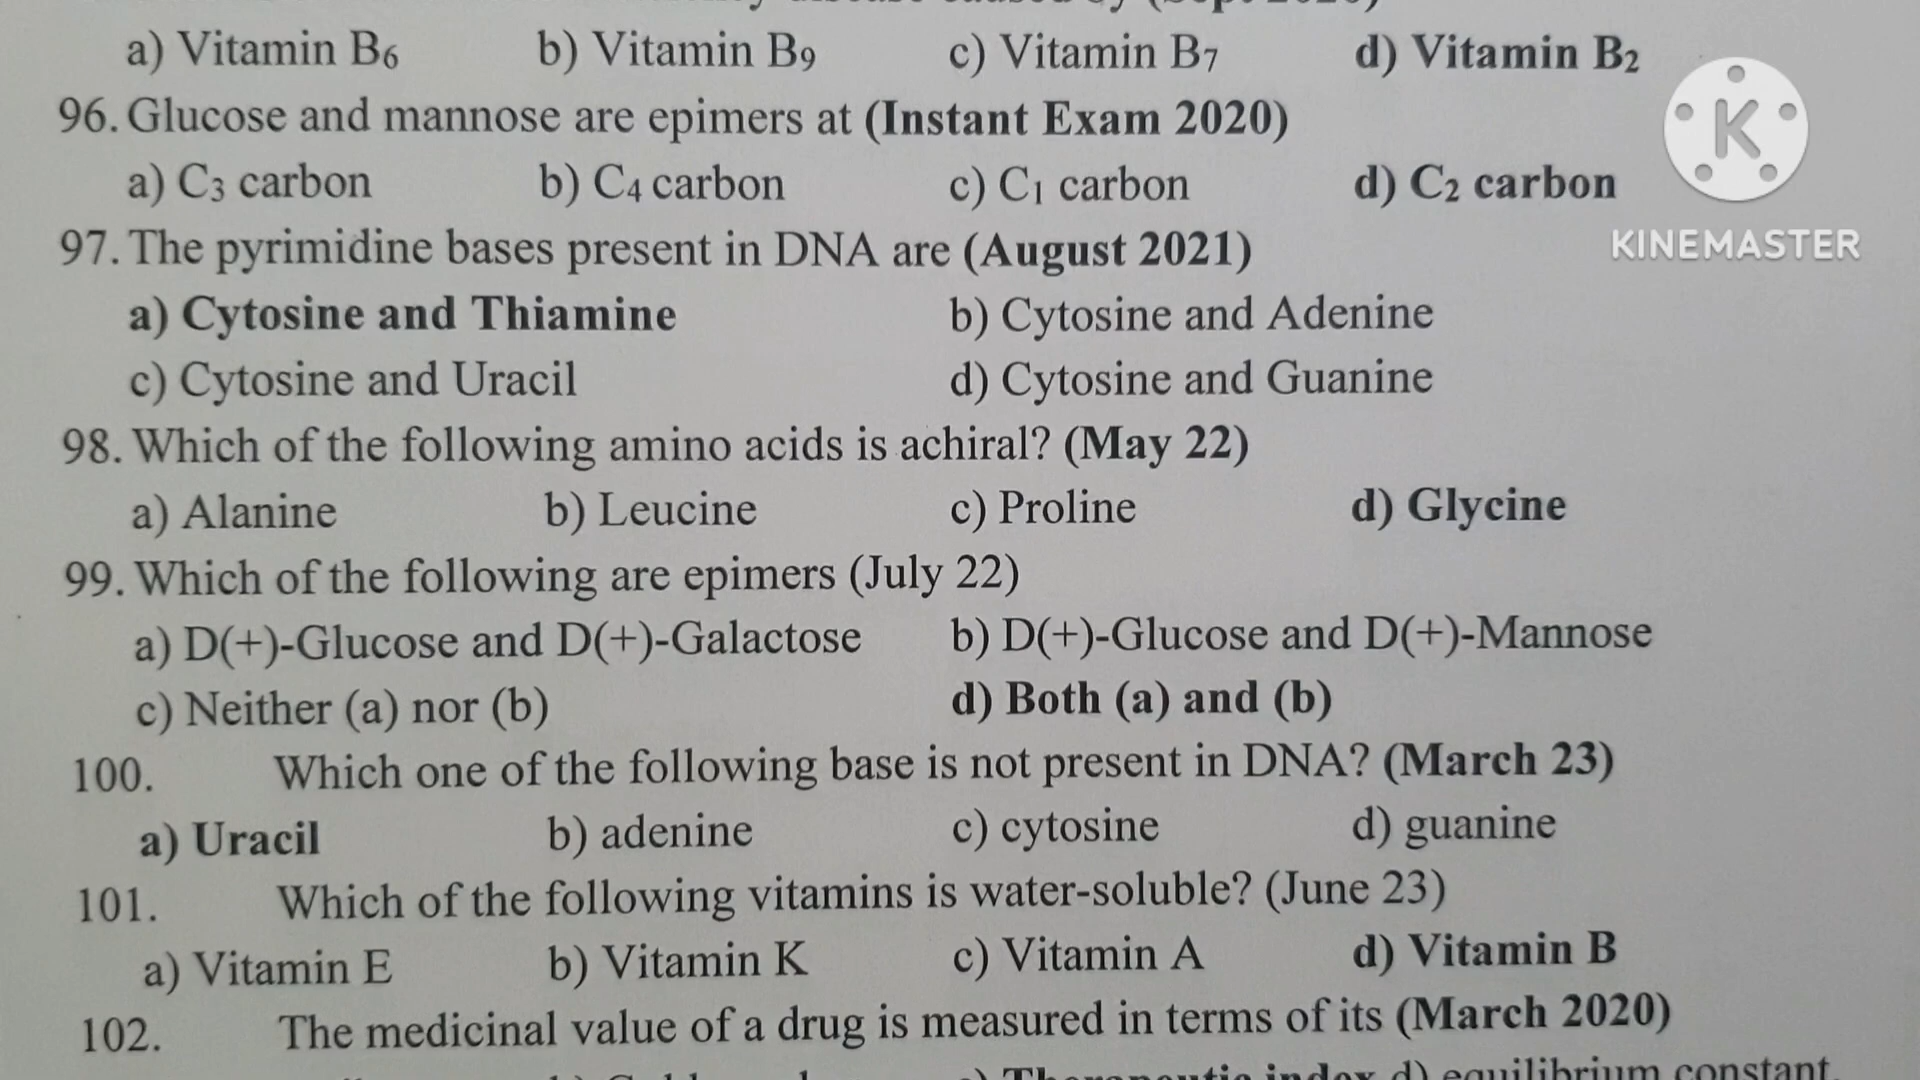 a) Vitamin B6 b) Vitamin B9 c) Vitamin B7 d) Vitamin B2
96. Glucose and mannose are epimers at (Instant Exam 2020)
a) C3 carbon b) C4 carbon c) C1 carbon d) C2 carbon
K
KINEMASTER
97. The pyrimidine bases present in DNA are (August 2021)
a) Cytosine and Thiamine b) Cytosine and Adenine
c) Cytosine and Uracil d) Cytosine and Guanine
98. Which of the following amino acids is achiral? (May 22)
a) Alanine b) Leucine c) Proline d) Glycine
99. Which of the following are epimers (July 22)
a) D(+)-Glucose and D(+)-Galactose b) D(+)-Glucose and D(+)-Mannose
c) Neither (a) nor (b) d) Both (a) and (b)
100. Which one of the following base is not present in DNA? (March 23)
a) Uracil b) adenine c) cytosine d) guanine
101. Which of the following vitamins is water-soluble? (June 23)
a) Vitamin E b) Vitamin K c) Vitamin A d) Vitamin B
102. The medicinal value of a drug is measured in terms of its (March 2020)
index d) equilibrium constant